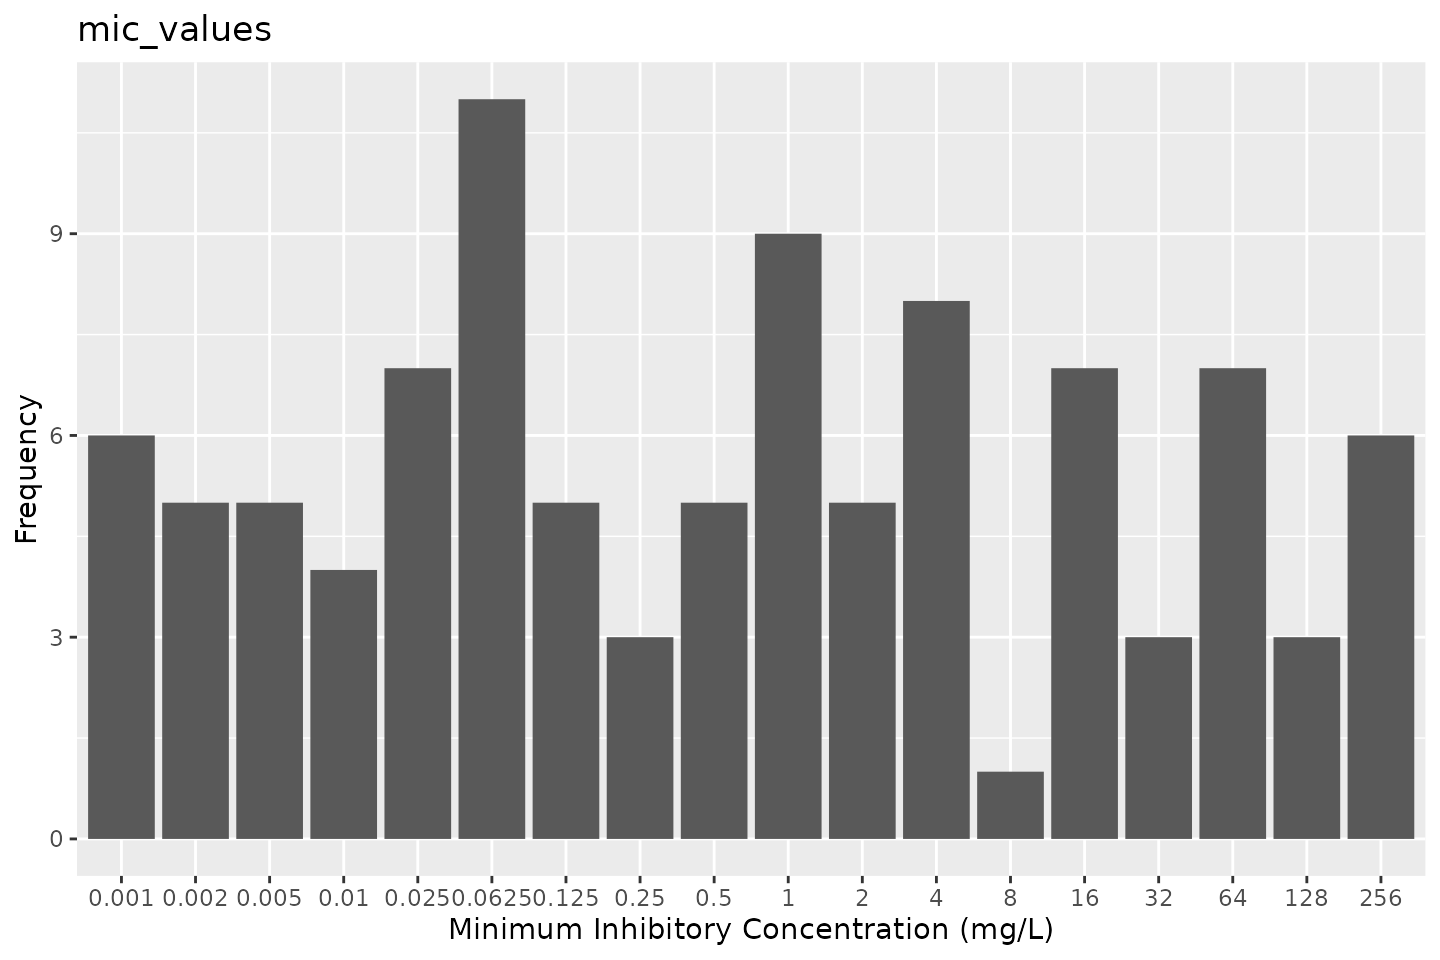 mic_values
Frequency
9
6
3
0
0.001 0.002 0.005 0.01 0.025 0.0625 0.125 0.25 0.5 1 2 4 8 16 32 64 128 256
Minimum Inhibitory Concentration (mg/L)